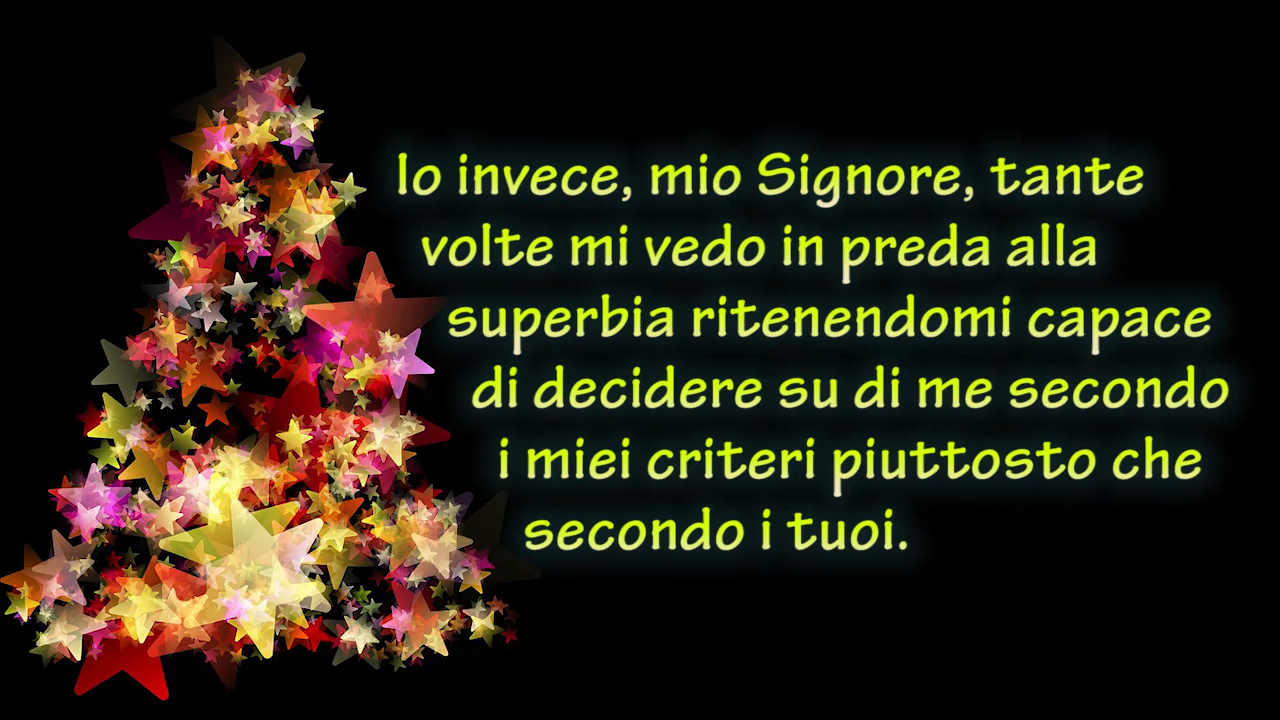 Io invece, mio Signore, tante
volte mi vedo in preda alla
superbia ritenendomi capace
di decidere su di me secondo
i miei criteri piuttosto che
secondo i tuoi.